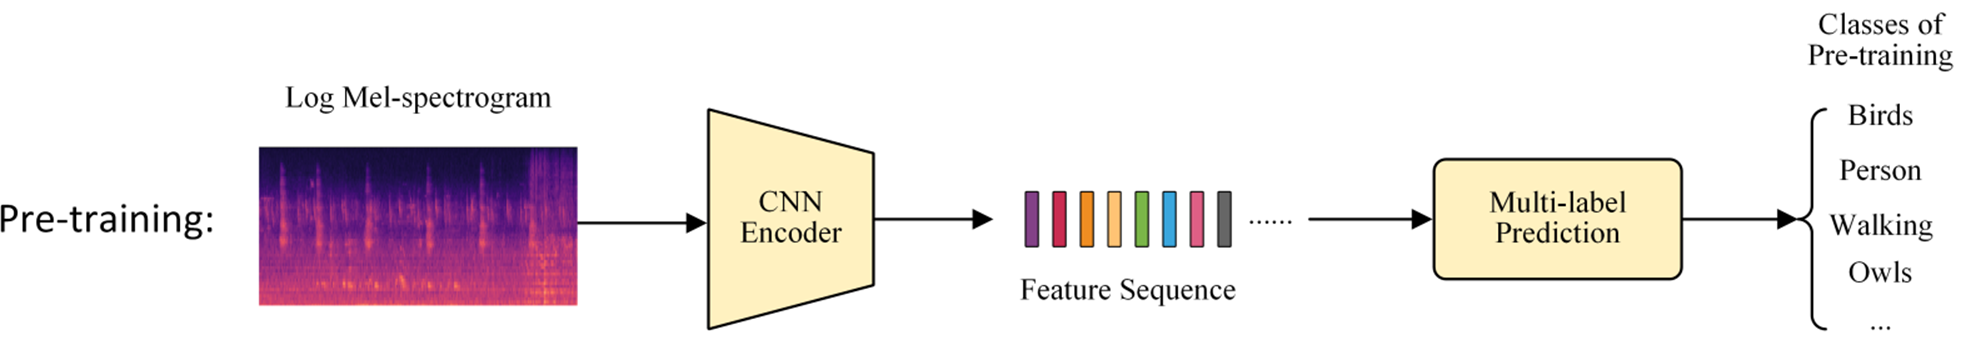 Pre-training:
Log Mel-spectrogram
CNN
Encoder
Feature Sequence
......
Multi-label
Prediction
Classes of
Pre-training
Birds
Person
Walking
Owls
...